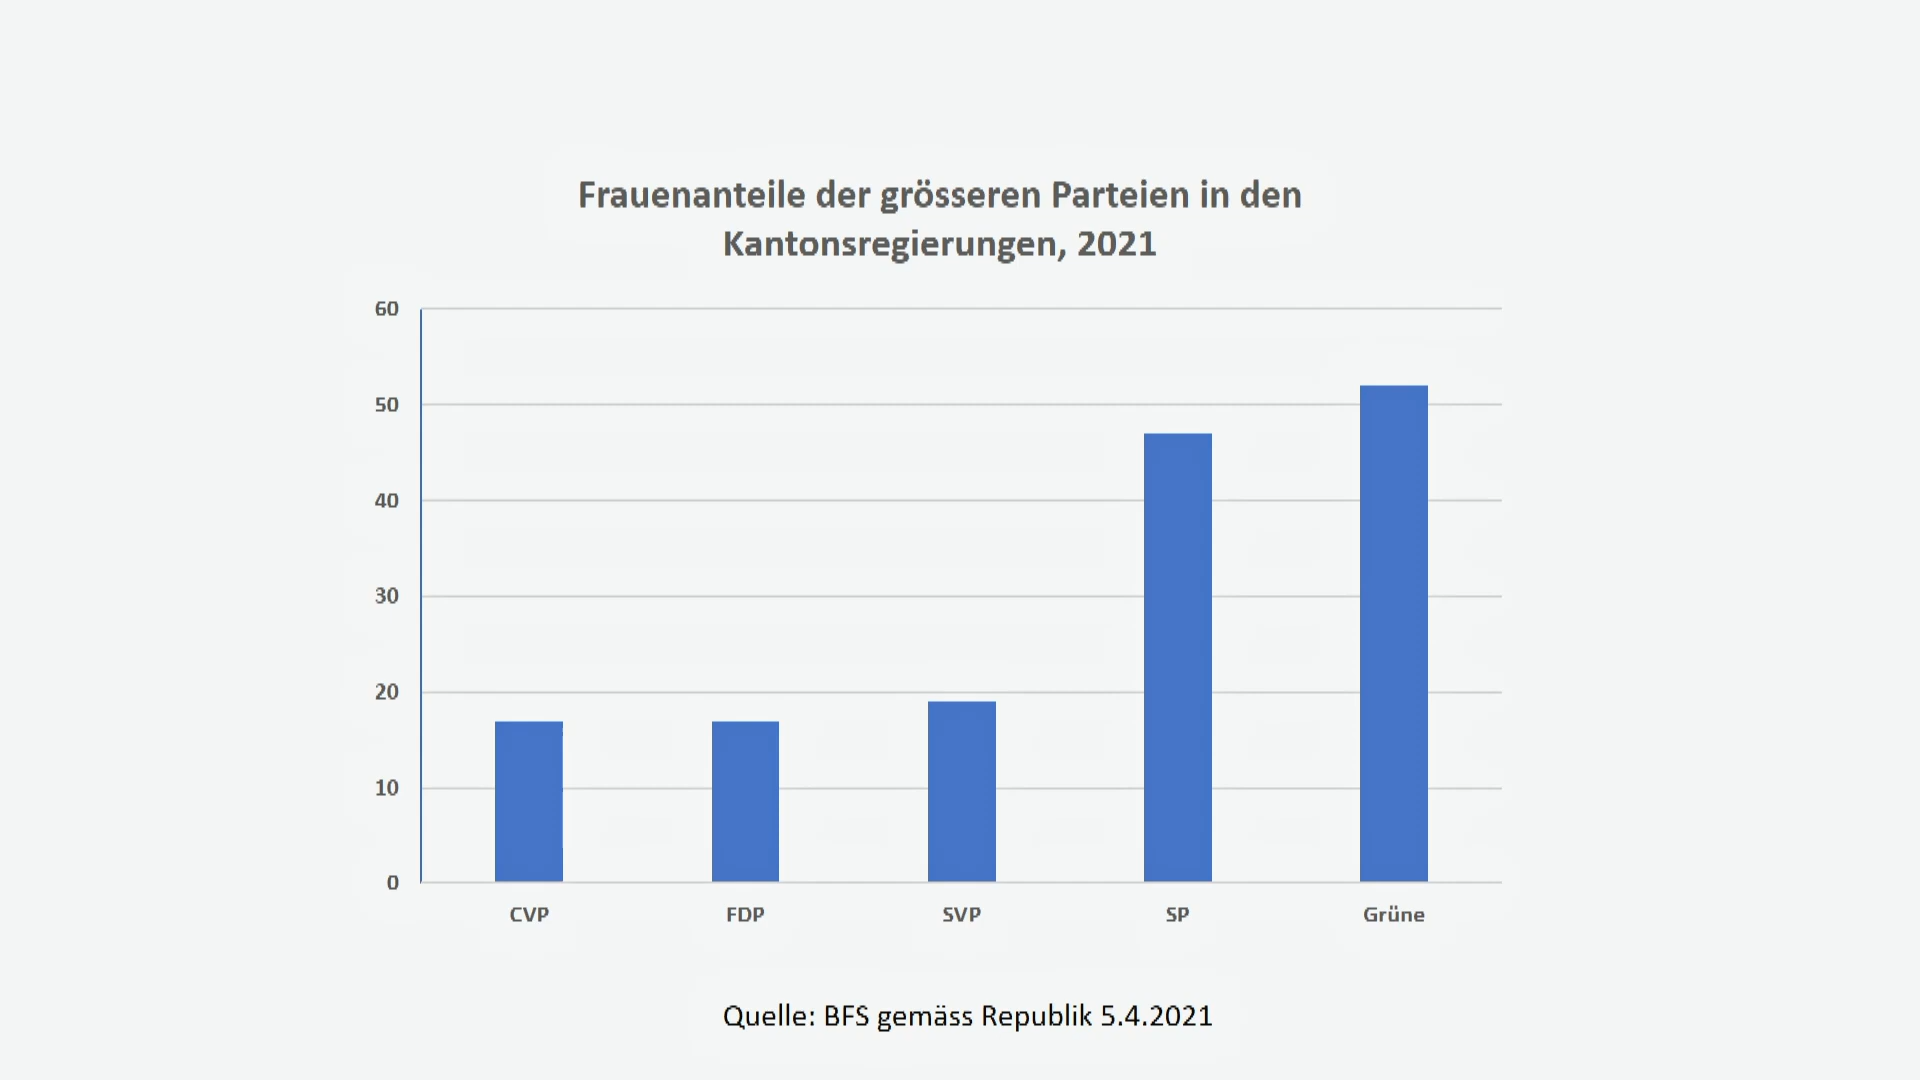 Frauenanteile der grösseren Parteien in den
Kantonsregierungen, 2021
60
50
40
30
20
10
0
CVP FDP SVP SP Grüne
Quelle: BFS gemäss Republik 5.4.2021